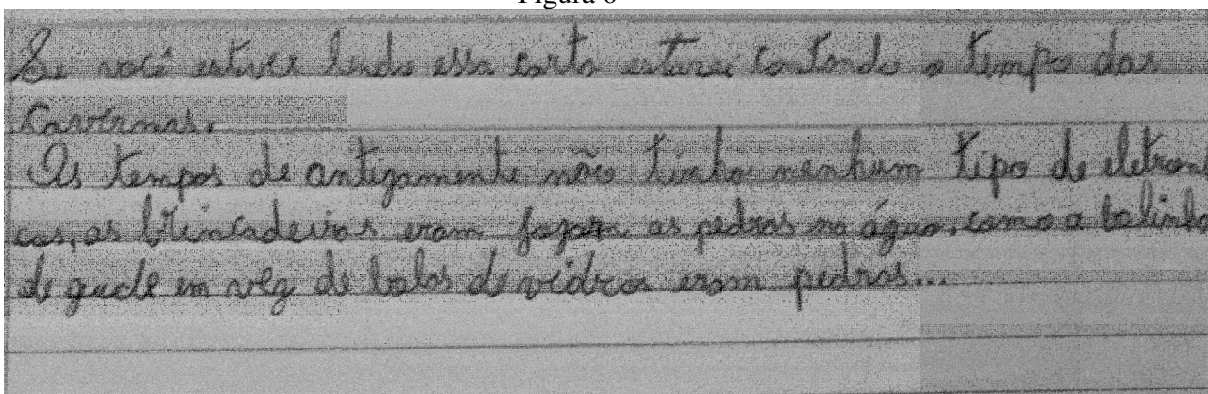 Figura 6
Se você estiver lendo essa carta estarei contando o tempo das
Cavernas.
Os tempos de antigamente não tinha nenhum tipo de eletroni
cos, as brincadeiras eram as pedras na água, como a bolinha
de gude em vez de bolas de vidros eram pedras...